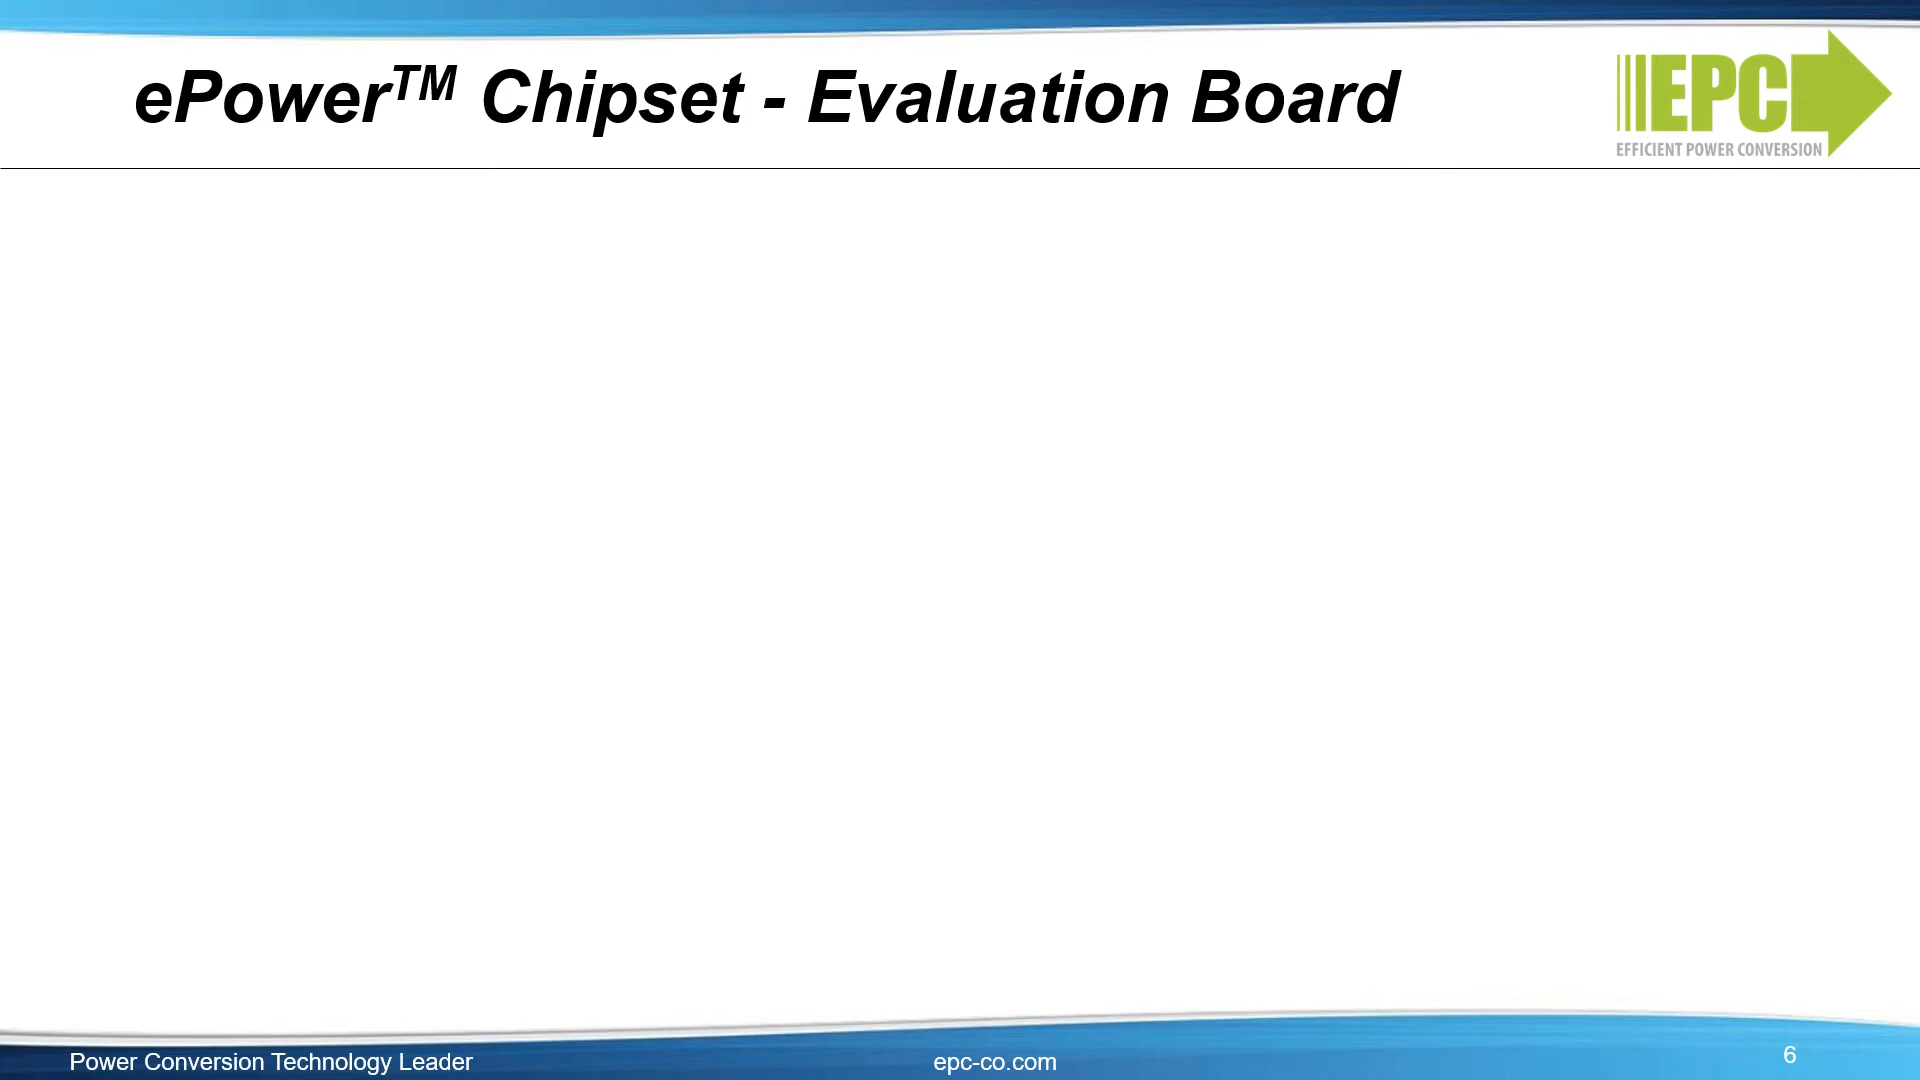 ePower™ Chipset - Evaluation Board
EPC
EFFICIENT POWER CONVERSION
Power Conversion Technology Leader
epc-co.com
6